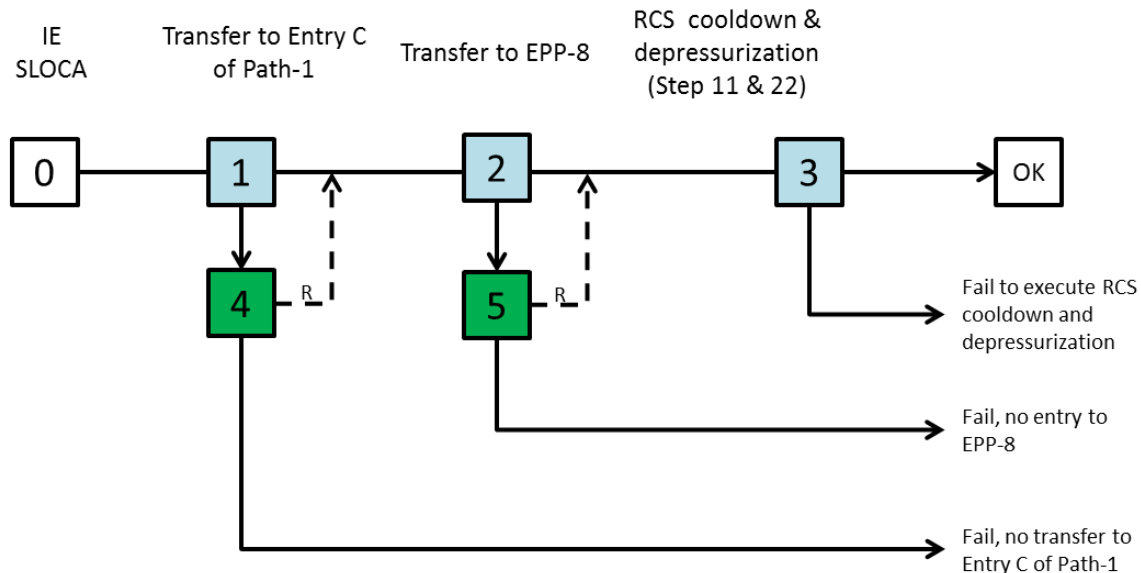 IE
SLOCA
Transfer to Entry C
of Path-1
Transfer to EPP-8
RCS cooldown &
depressurization
(Step 11 & 22)
0
1
2
3
OK
4
R
5
R
Fail to execute RCS
cooldown and
depressurization
Fail, no entry to
EPP-8
Fail, no transfer to
Entry C of Path-1